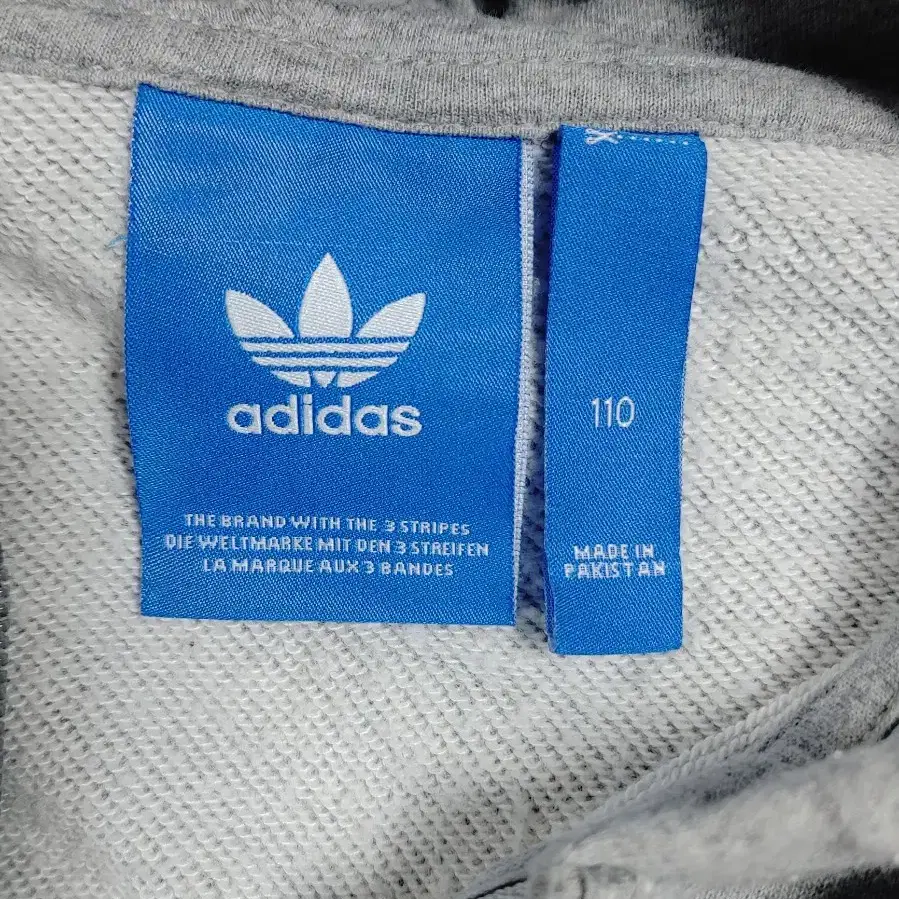 adidas
THE BRAND WITH THE 3 STRIPES
DIE WELTMARKE MIT DEN 3 STREIFEN
LA MARQUE AUX 3 BANDES
110
MADE IN
PAKISTAN